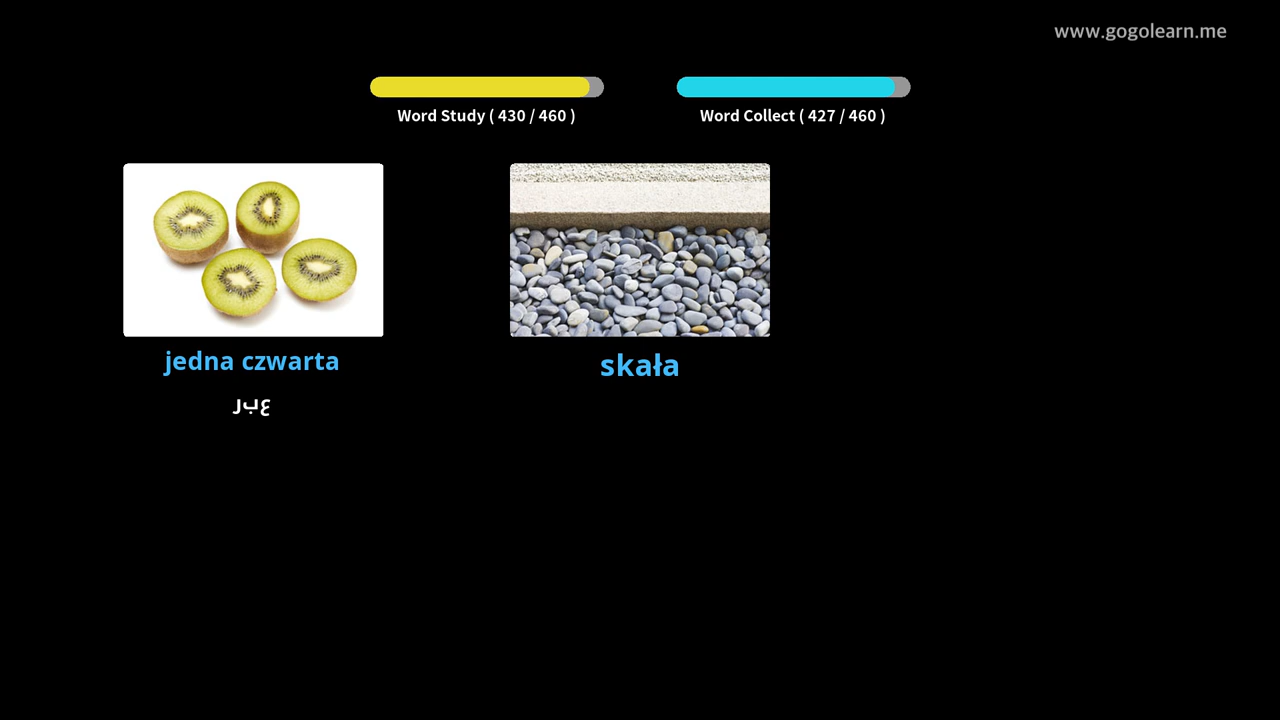 www.gogolearn.me
Word Study ( 430 / 460 )
Word Collect ( 427 / 460 )
jedna czwarta
skała
ربع